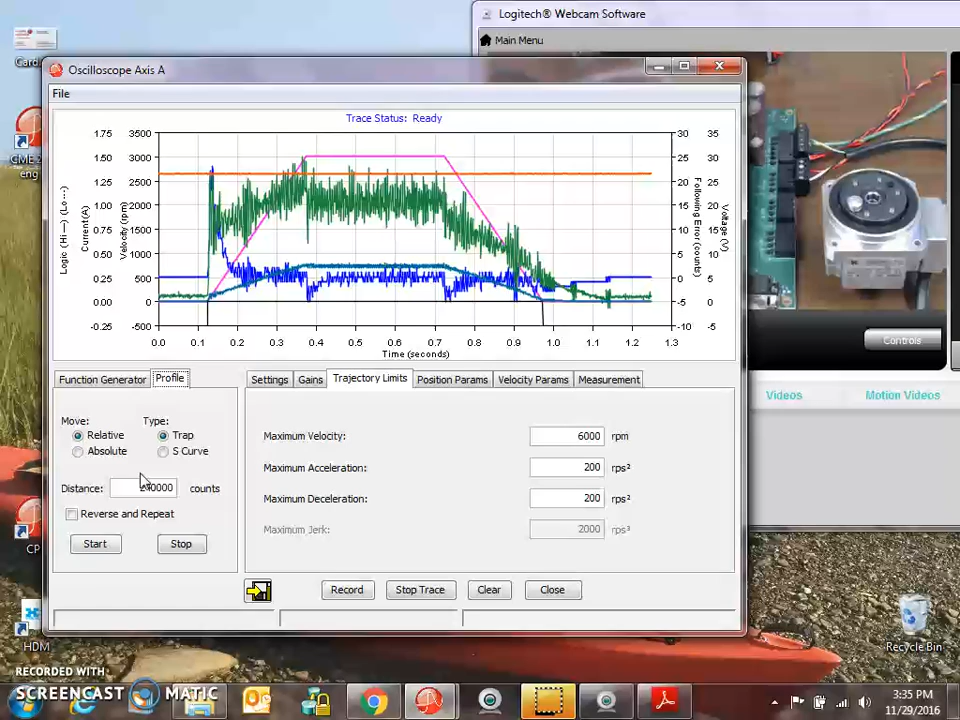 Logitech® Webcam Software
Main Menu
Oscilloscope Axis A
File
Trace Status: Ready
1.75 3500 30 35
1.50 3000 25 30
1.25 2500 20 25
1.00 2000 15 20
0.75 1500 10 15
0.50 1000 5 10
0.25 500 0 5
0.00 0 -5 0
-0.25 -500 -10 -5
Logic (Hi —) (Lo ---)
Current(A)
Velocity (rpm)
Following Error (counts)
Voltage (V)
0.0 0.1 0.2 0.3 0.4 0.5 0.6 0.7 0.8 0.9 1.0 1.1 1.2 1.3
Time (seconds)
Controls
Videos Motion Videos
Function Generator Profile Settings Gains Trajectory Limits Position Params Velocity Params Measurement
Move: Type:
Relative Trap
Absolute S Curve
Distance: counts
Reverse and Repeat
Start Stop
Maximum Velocity: 6000 rpm
Maximum Acceleration: 200 rps²
Maximum Deceleration: 200 rps²
Maximum Jerk: 2000 rps³
Record Stop Trace Clear Close
CME 2
eng
CP
HDM
Recycle Bin
RECORDED WITH
SCREENCAST MATIC
3:35 PM
11/29/2016